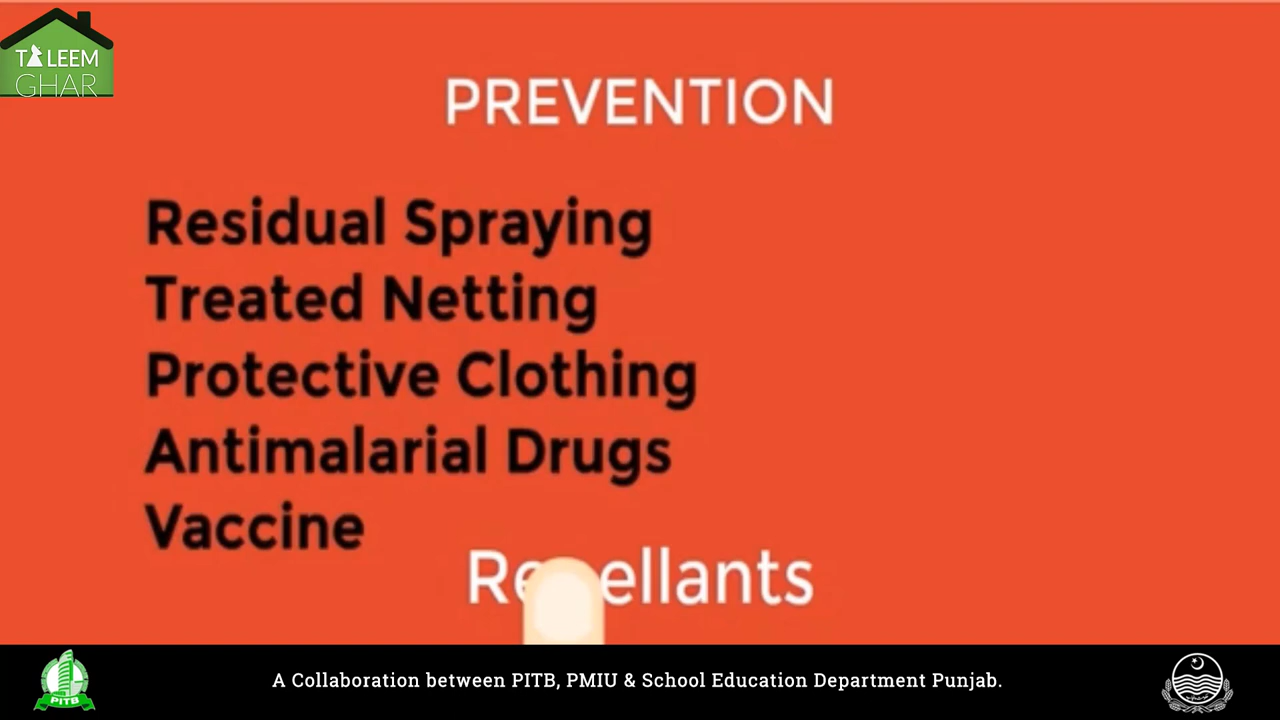 TALEEM
GHAR
PREVENTION
Residual Spraying
Treated Netting
Protective Clothing
Antimalarial Drugs
Vaccine
Repellants
PITB
A Collaboration between PITB, PMIU & School Education Department Punjab.